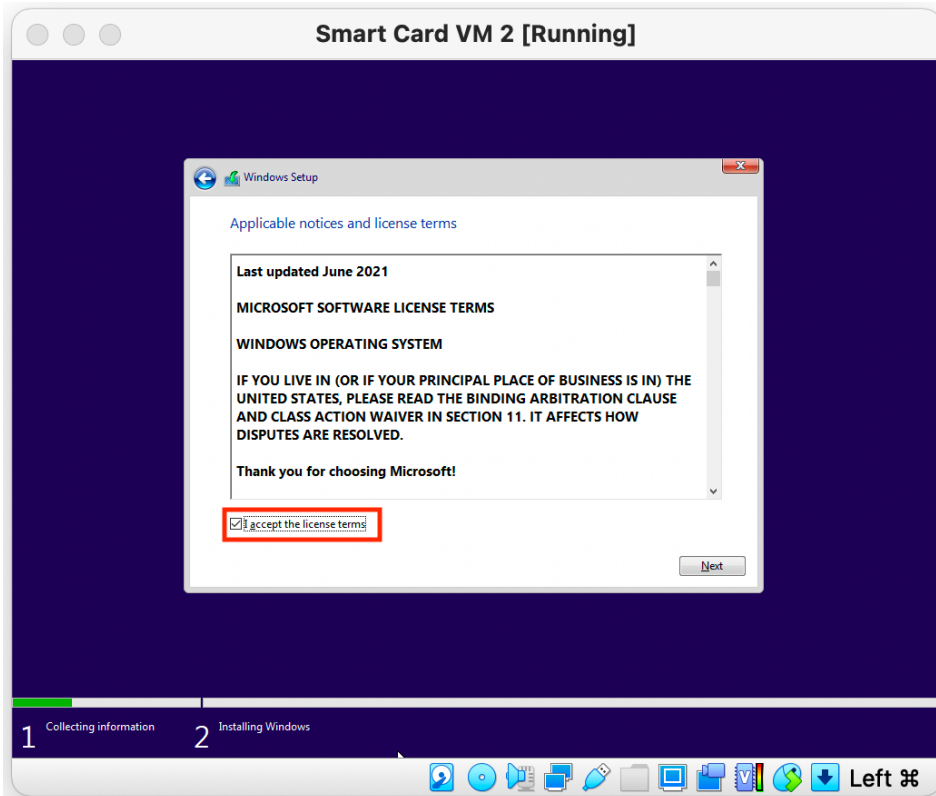 Smart Card VM 2 [Running]
Windows Setup
Applicable notices and license terms
Last updated June 2021
MICROSOFT SOFTWARE LICENSE TERMS
WINDOWS OPERATING SYSTEM
IF YOU LIVE IN (OR IF YOUR PRINCIPAL PLACE OF BUSINESS IS IN) THE
UNITED STATES, PLEASE READ THE BINDING ARBITRATION CLAUSE
AND CLASS ACTION WAIVER IN SECTION 11. IT AFFECTS HOW
DISPUTES ARE RESOLVED.
Thank you for choosing Microsoft!
I accept the license terms
Next
1 Collecting information
2 Installing Windows
Left ⌘